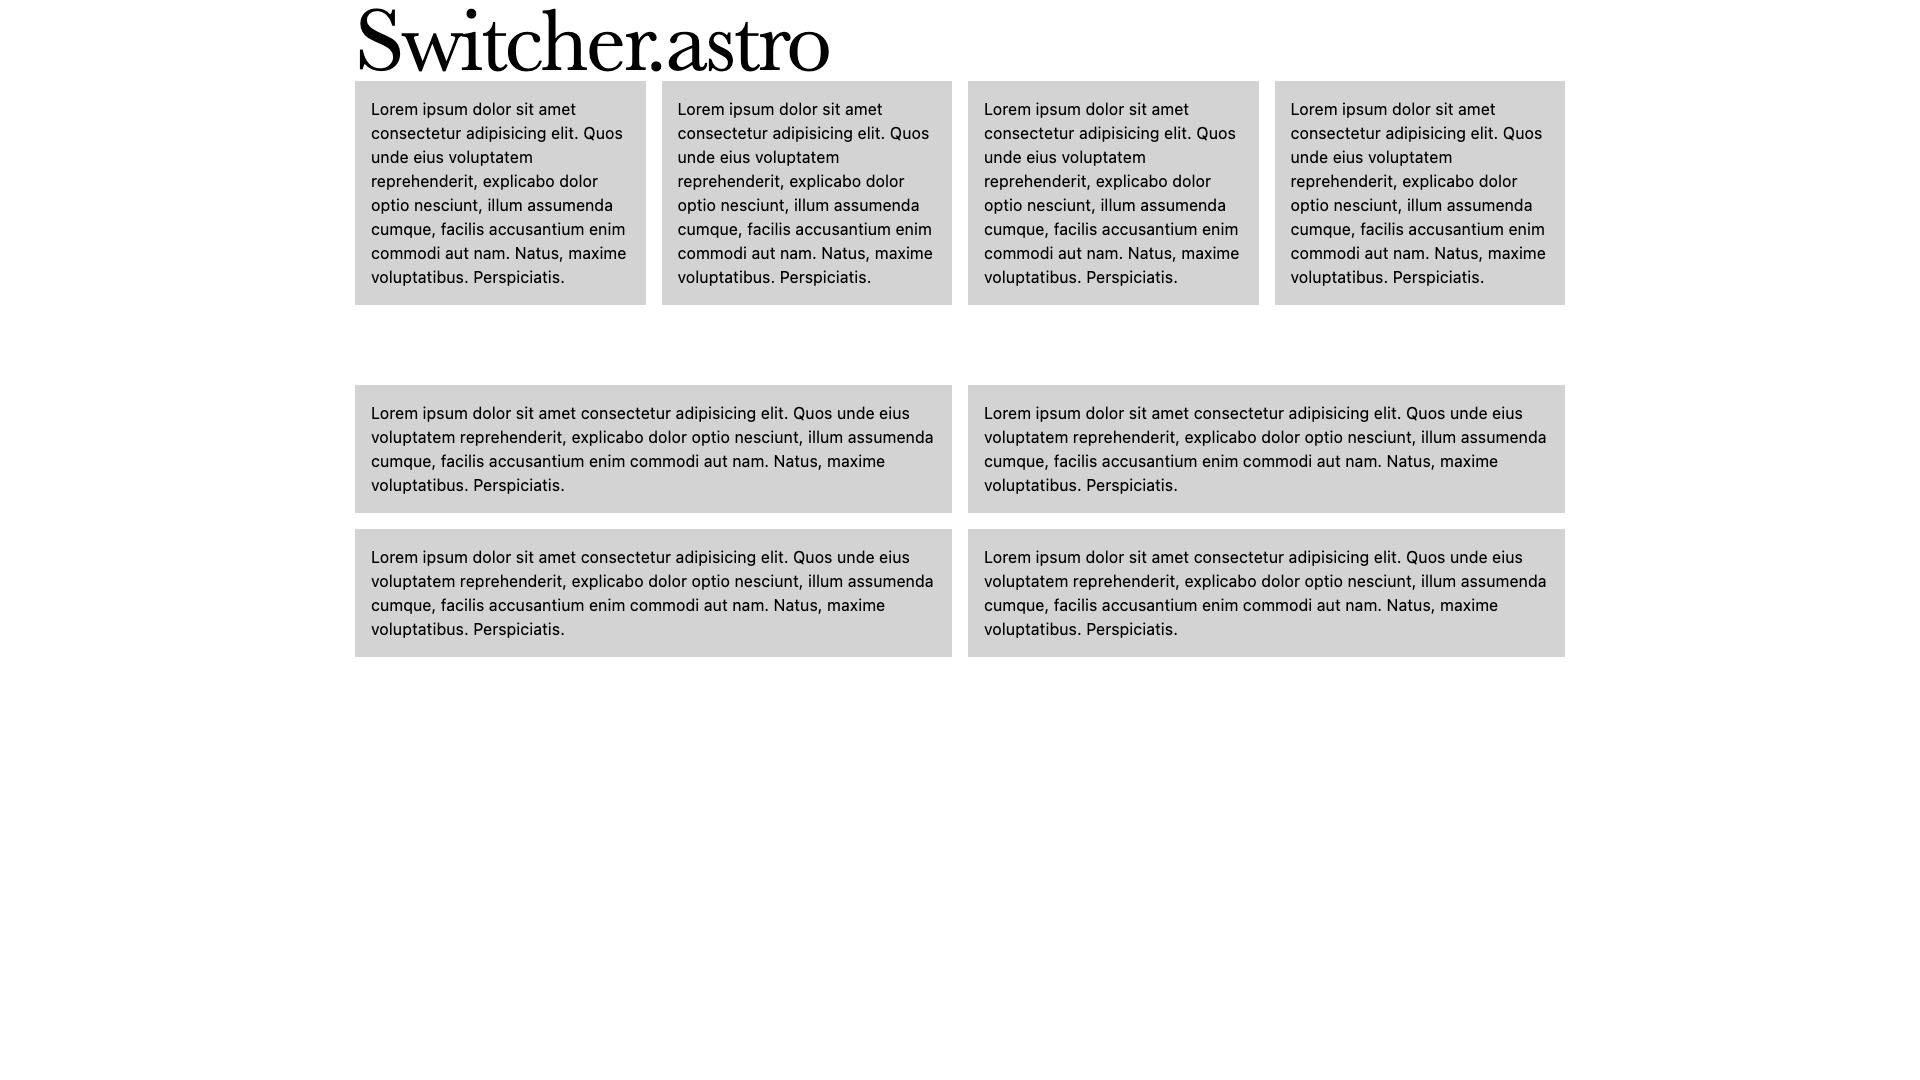 Switcher.astro
Lorem ipsum dolor sit amet
consectetur adipisicing elit. Quos
unde eius voluptatem
reprehenderit, explicabo dolor
optio nesciunt, illum assumenda
cumque, facilis accusantium enim
commodi aut nam. Natus, maxime
voluptatibus. Perspiciatis.
Lorem ipsum dolor sit amet
consectetur adipisicing elit. Quos
unde eius voluptatem
reprehenderit, explicabo dolor
optio nesciunt, illum assumenda
cumque, facilis accusantium enim
commodi aut nam. Natus, maxime
voluptatibus. Perspiciatis.
Lorem ipsum dolor sit amet
consectetur adipisicing elit. Quos
unde eius voluptatem
reprehenderit, explicabo dolor
optio nesciunt, illum assumenda
cumque, facilis accusantium enim
commodi aut nam. Natus, maxime
voluptatibus. Perspiciatis.
Lorem ipsum dolor sit amet
consectetur adipisicing elit. Quos
unde eius voluptatem
reprehenderit, explicabo dolor
optio nesciunt, illum assumenda
cumque, facilis accusantium enim
commodi aut nam. Natus, maxime
voluptatibus. Perspiciatis.
Lorem ipsum dolor sit amet consectetur adipisicing elit. Quos unde eius
voluptatem reprehenderit, explicabo dolor optio nesciunt, illum assumenda
cumque, facilis accusantium enim commodi aut nam. Natus, maxime
voluptatibus. Perspiciatis.
Lorem ipsum dolor sit amet consectetur adipisicing elit. Quos unde eius
voluptatem reprehenderit, explicabo dolor optio nesciunt, illum assumenda
cumque, facilis accusantium enim commodi aut nam. Natus, maxime
voluptatibus. Perspiciatis.
Lorem ipsum dolor sit amet consectetur adipisicing elit. Quos unde eius
voluptatem reprehenderit, explicabo dolor optio nesciunt, illum assumenda
cumque, facilis accusantium enim commodi aut nam. Natus, maxime
voluptatibus. Perspiciatis.
Lorem ipsum dolor sit amet consectetur adipisicing elit. Quos unde eius
voluptatem reprehenderit, explicabo dolor optio nesciunt, illum assumenda
cumque, facilis accusantium enim commodi aut nam. Natus, maxime
voluptatibus. Perspiciatis.